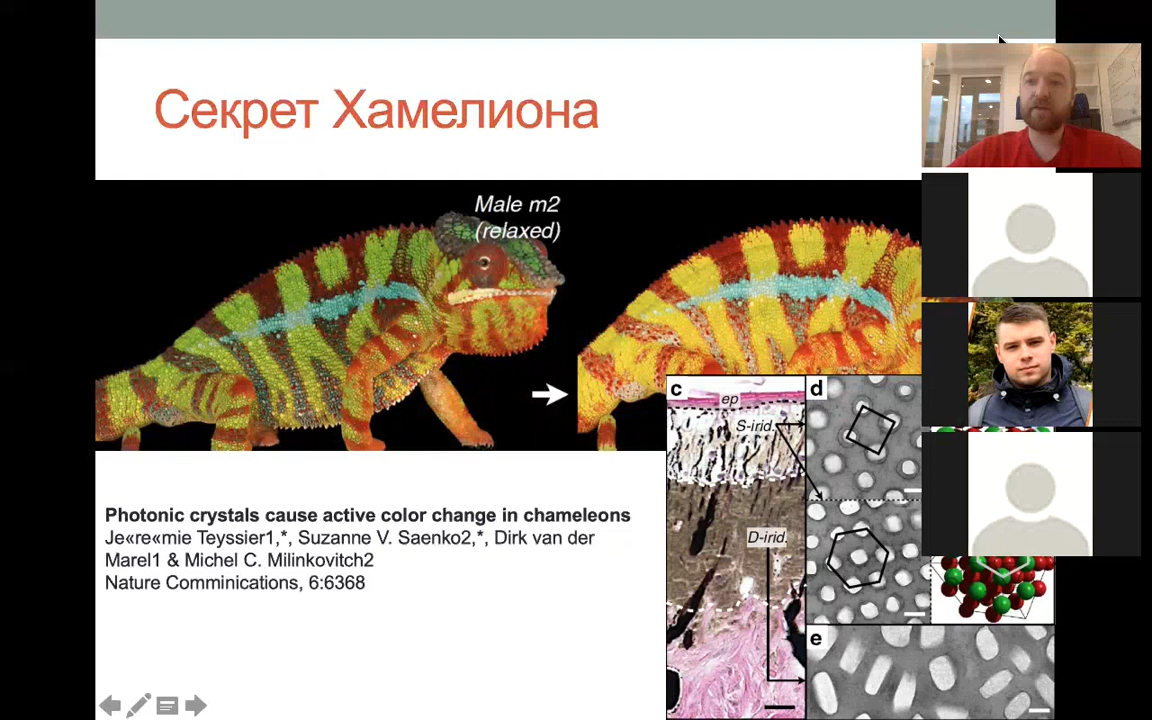 Секрет Хамелиона
Male m2
(relaxed)
c
ep
S-irid.
D-irid.
d
e
Photonic crystals cause active color change in chameleons
Je«re«mie Teyssier1,*, Suzanne V. Saenko2,*, Dirk van der
Marel1 & Michel C. Milinkovitch2
Nature Comminications, 6:6368